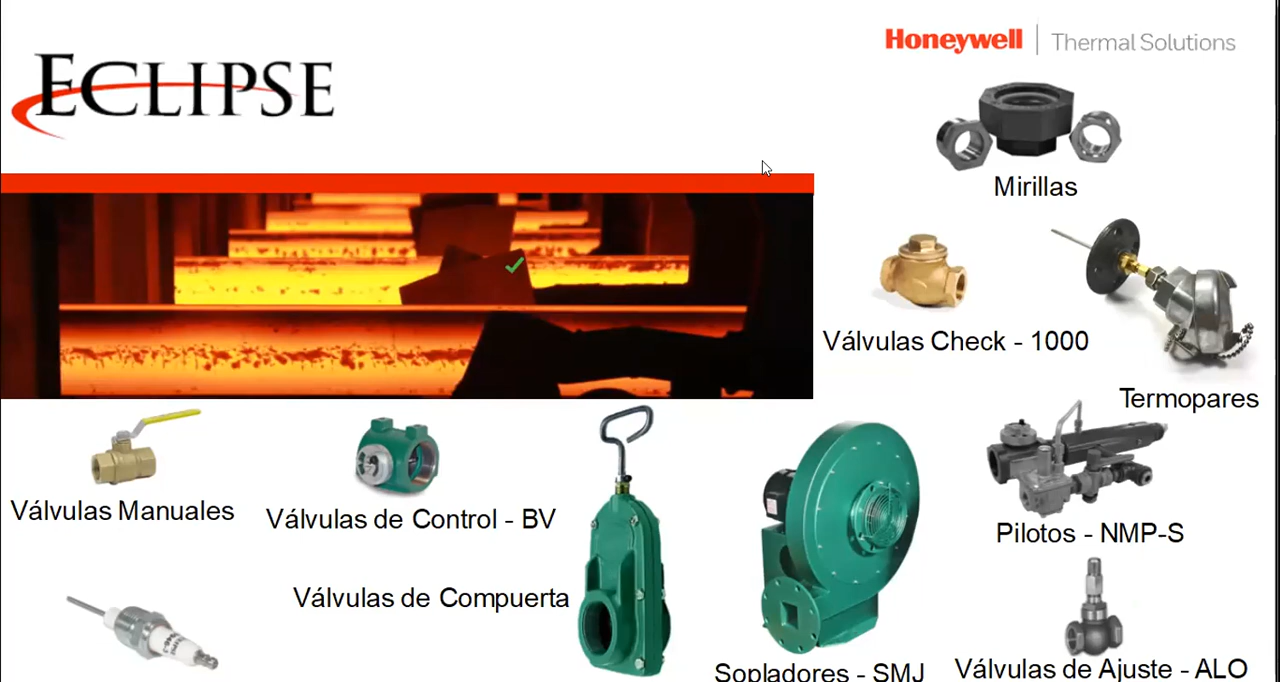 ECLIPSE
Honeywell | Thermal Solutions
Mirillas
Válvulas Check - 1000
Termopares
Válvulas Manuales
Válvulas de Control - BV
Pilotos - NMP-S
Válvulas de Compuerta
Sopladores - SMJ
Válvulas de Ajuste - ALO